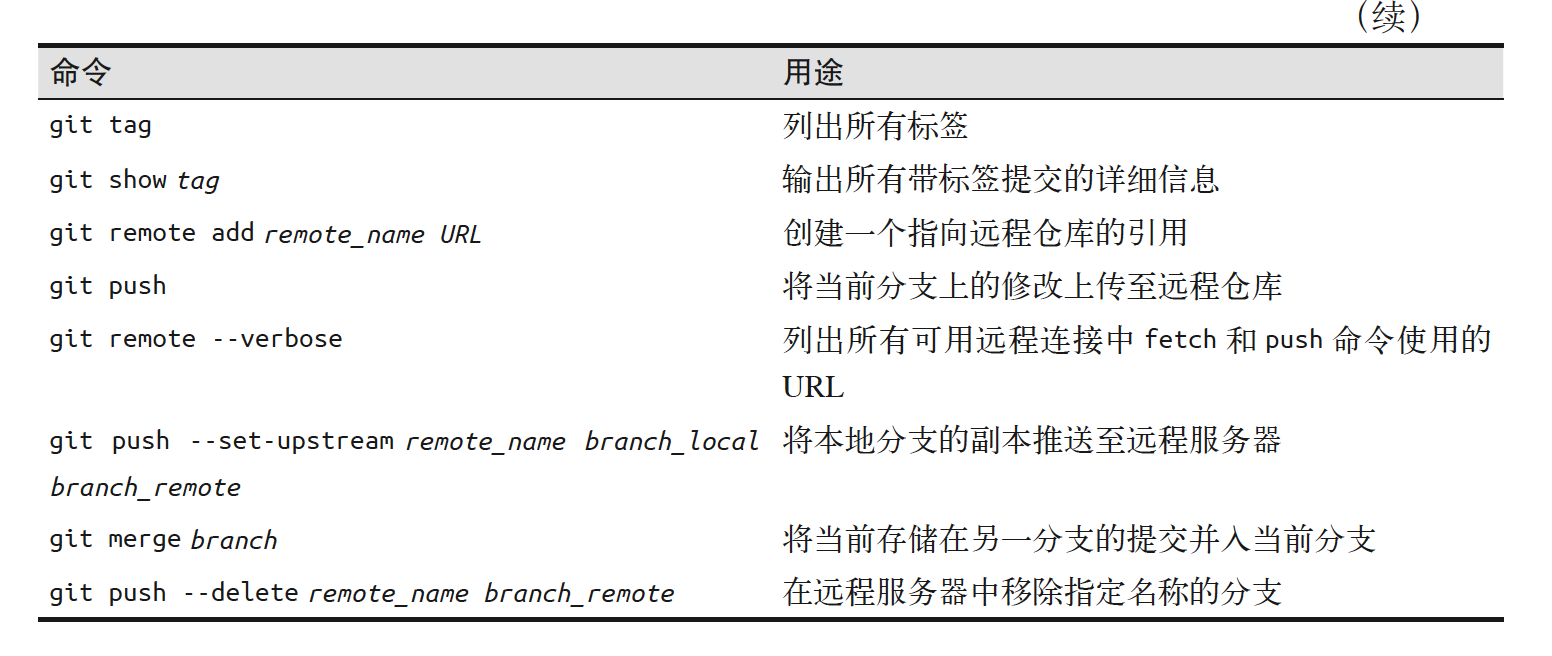 （续）
命令 用途
git tag 列出所有标签
git show tag 输出所有带标签提交的详细信息
git remote add remote_name URL 创建一个指向远程仓库的引用
git push 将当前分支上的修改上传至远程仓库
git remote --verbose 列出所有可用远程连接中 fetch 和 push 命令使用的
URL
git push --set-upstream remote_name branch_local 将本地分支的副本推送至远程服务器
branch_remote
git merge branch 将当前存储在另一分支的提交并入当前分支
git push --delete remote_name branch_remote 在远程服务器中移除指定名称的分支